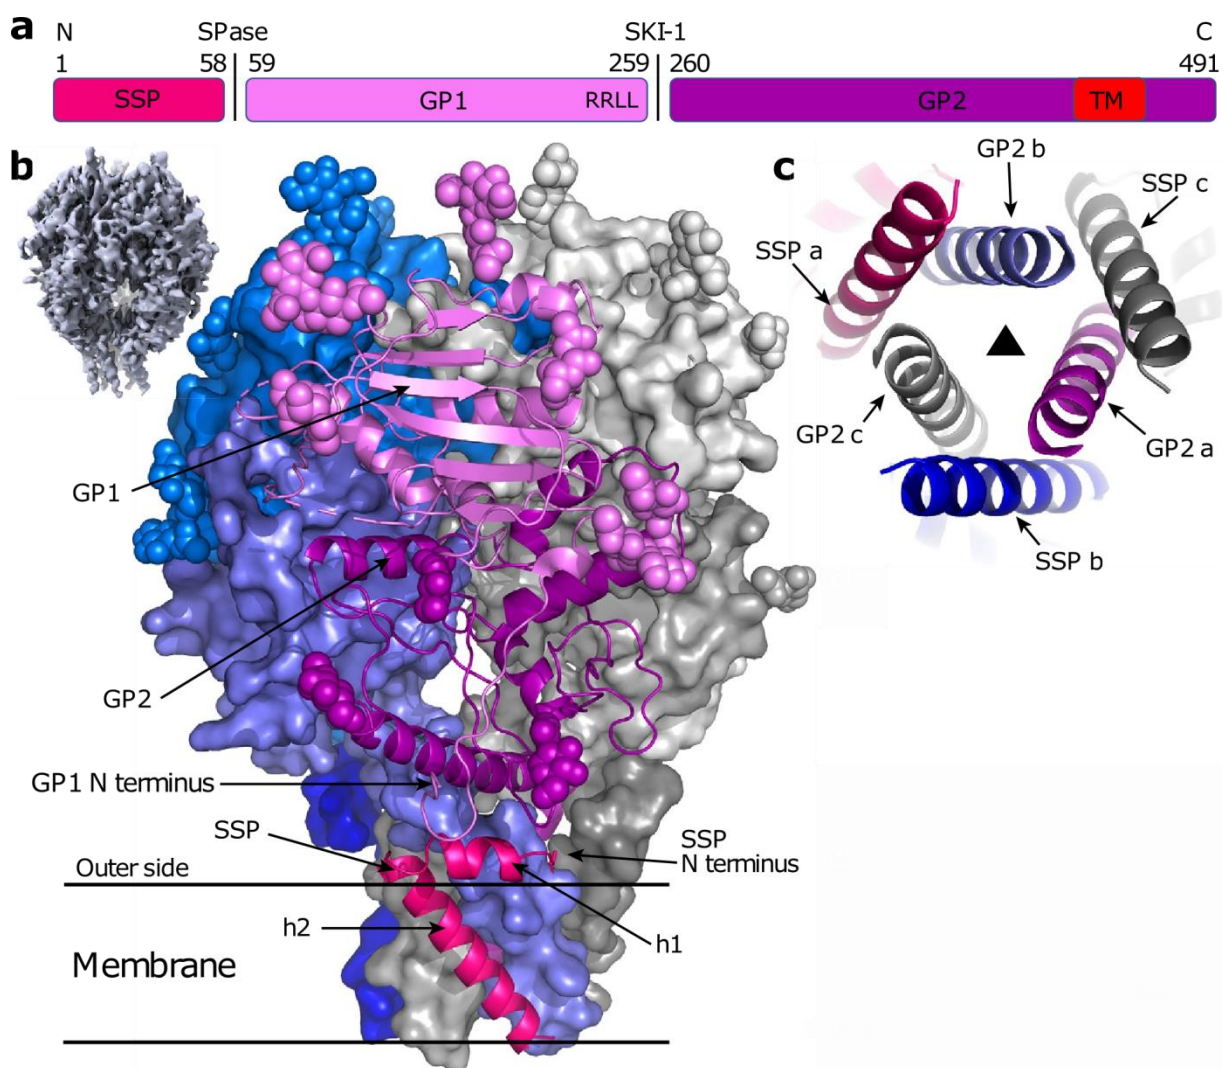 a
N SPase SKI-1 C
1 58 59 259 260 491
SSP GP1 RRLL GP2 TM
b
c
GP2 b
SSP c
SSP a
GP2 c
GP2 a
SSP b
GP1
GP2
GP1 N terminus
SSP
SSP
N terminus
Outer side
h2
h1
Membrane